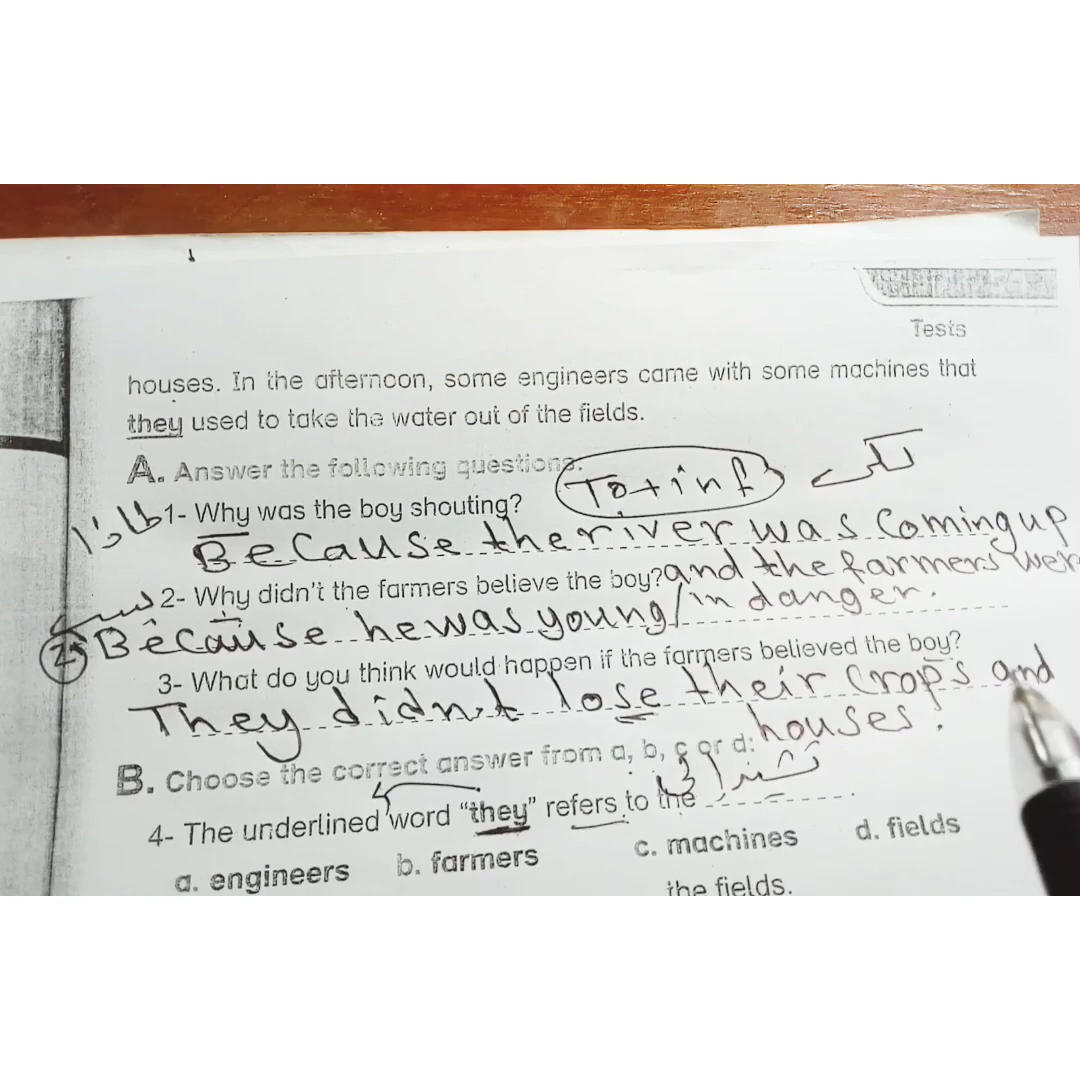 Tests
houses. In the afternoon, some engineers came with some machines that
they used to take the water out of the fields.
A. Answer the following questions.
To + inf
لكى
لماذا
1- Why was the boy shouting?
Because the river was coming up
and the farmers wer
in danger.
2- Why didn't the farmers believe the boy?
2 Because he was young
3- What do you think would happen if the farmers believed the boy?
They didn't lose their crops and
houses.
B. Choose the correct answer from a, b, c or d:
4- The underlined word "they" refers to the
a. engineers b. farmers c. machines d. fields
the fields.